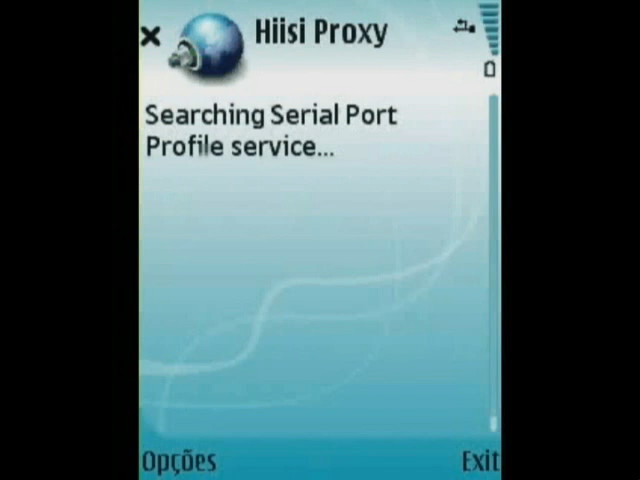 Hiisi Proxy
Searching Serial Port
Profile service...
Opções
Exit